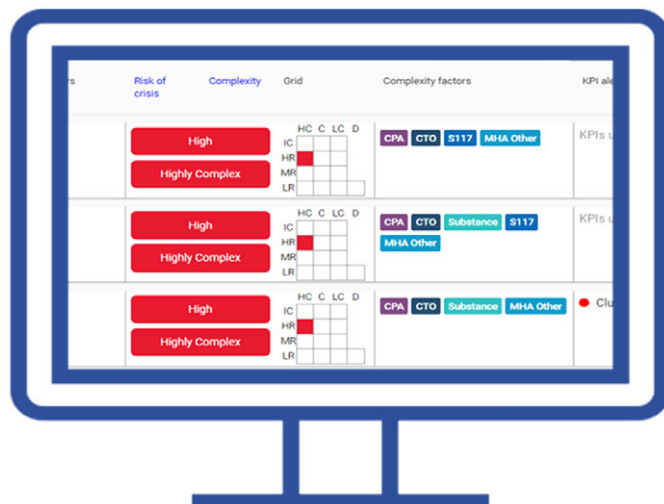 rs Risk of crisis Complexity Grid Complexity factors KPI ale
High HC C LC D CPA CTO S117 MHA Other KPIs u
IC
HR
Highly Complex MR
LR
High HC C LC D CPA CTO Substance S117 KPIs u
IC
HR MHA Other
Highly Complex MR
LR
High HC C LC D CPA CTO Substance MHA Other Clu
IC
HR
Highly Complex MR
LR